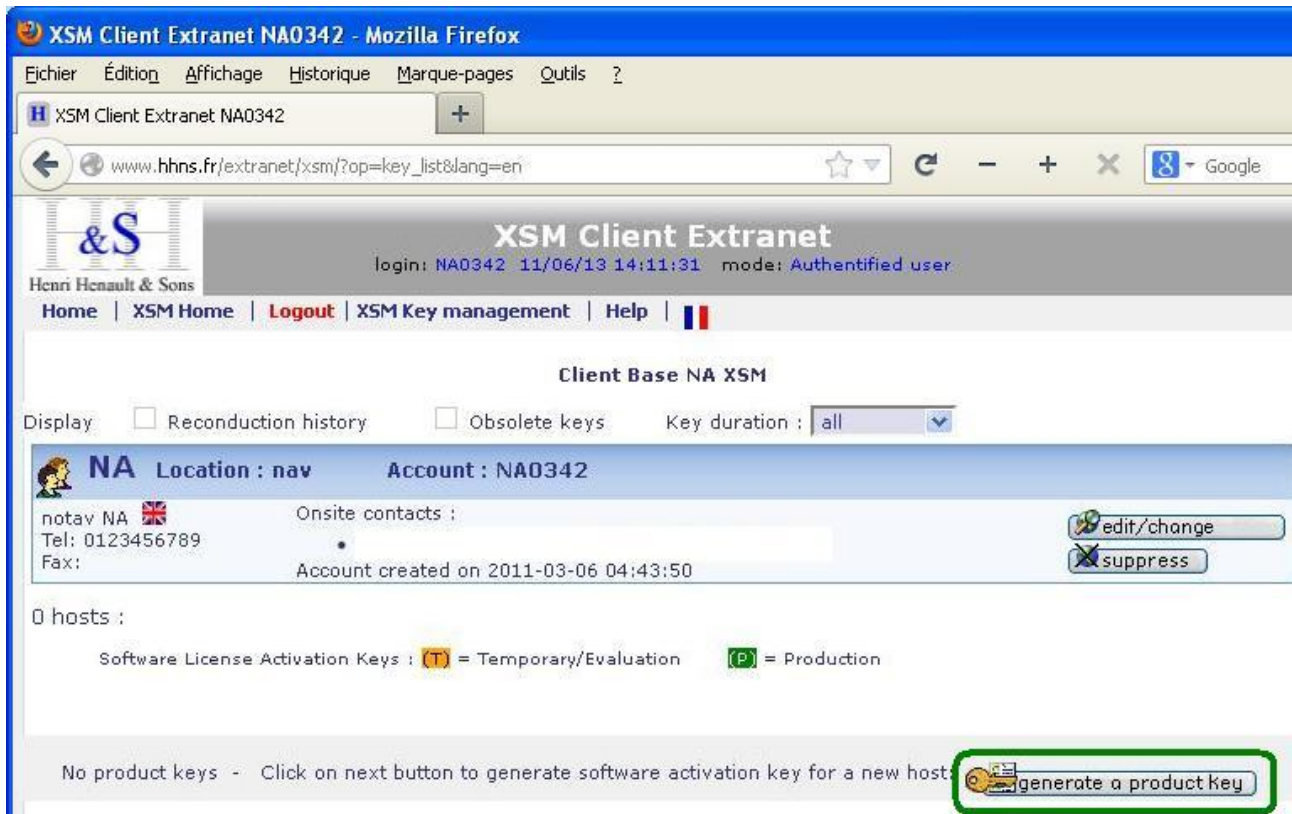 XSM Client Extranet NA0342 - Mozilla Firefox
Fichier Édition Affichage Historique Marque-pages Outils ?
H XSM Client Extranet NA0342 +
www.hhns.fr/extranet/xsm/?op=key_list&lang=en 8 Google
&S
Henri Henault & Sons
XSM Client Extranet
login: NA0342 11/06/13 14:11:31 mode: Authentified user
Home | XSM Home | Logout | XSM Key management | Help |
Client Base NA XSM
Display Reconduction history Obsolete keys Key duration : all
NA Location : nav Account : NA0342
notav NA
Tel: 0123456789
Fax:
Onsite contacts :
•
Account created on 2011-03-06 04:43:50
edit/change
suppress
0 hosts :
Software License Activation Keys : (T) = Temporary/Evaluation (P) = Production
No product keys - Click on next button to generate software activation key for a new host: generate a product key